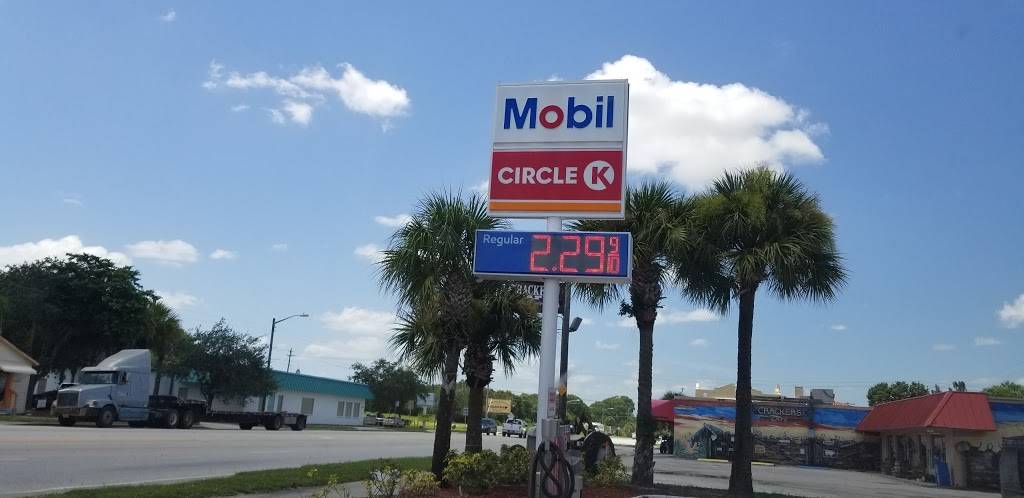 Mobil
CIRCLE K
Regular 2.29 9/10
CRACKERS